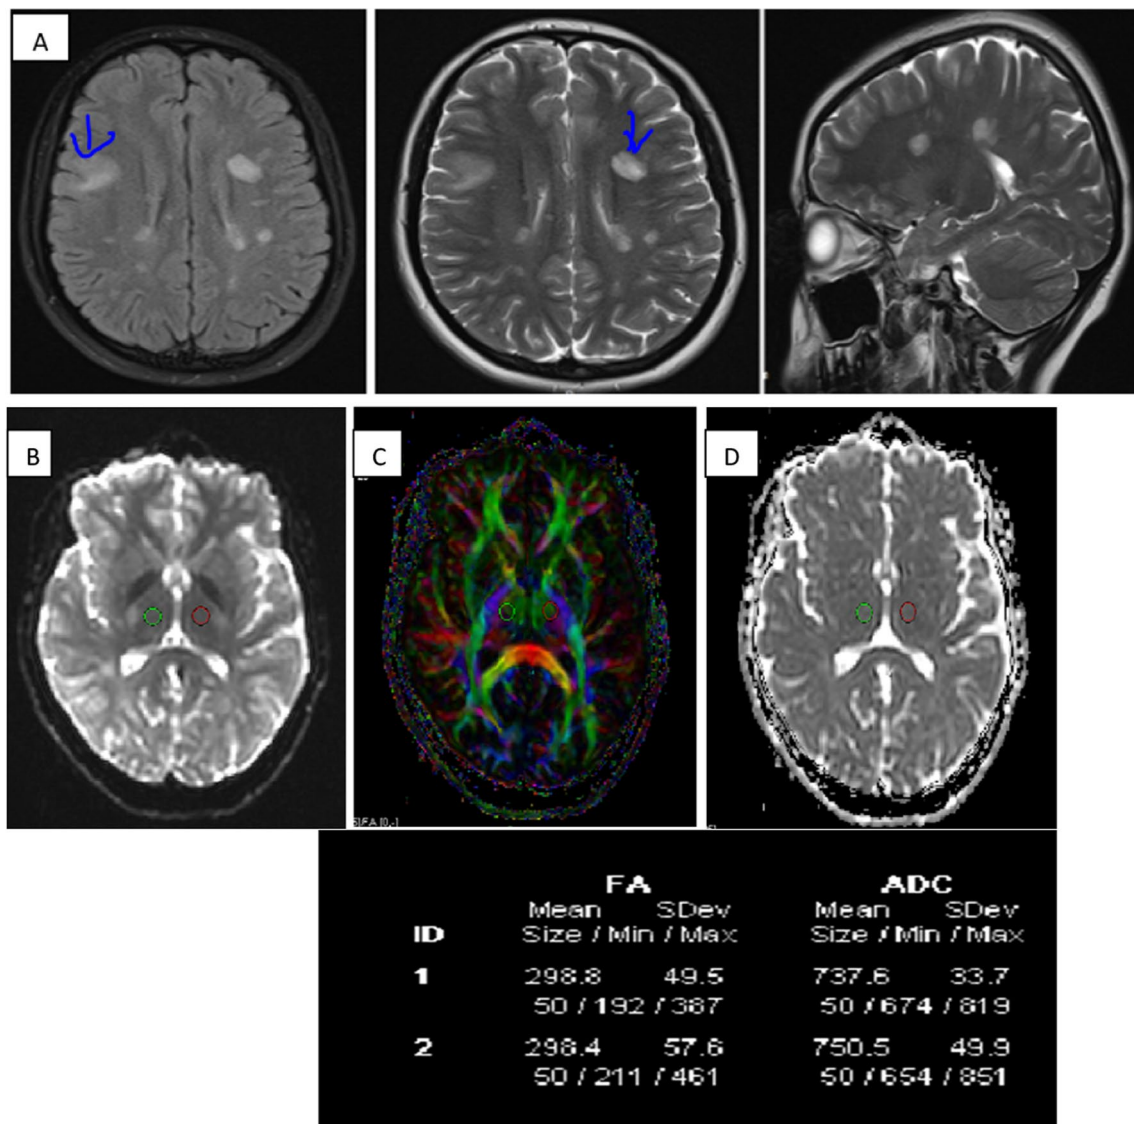 A
B
C
D
FA [0,-]
FA ADC
Mean SDev Mean SDev
ID Size / Min / Max Size / Min / Max
1 298.8 49.5 737.6 33.7
50 / 192 / 387 50 / 674 / 819
2 298.4 57.6 750.5 49.9
50 / 211 / 461 50 / 654 / 851